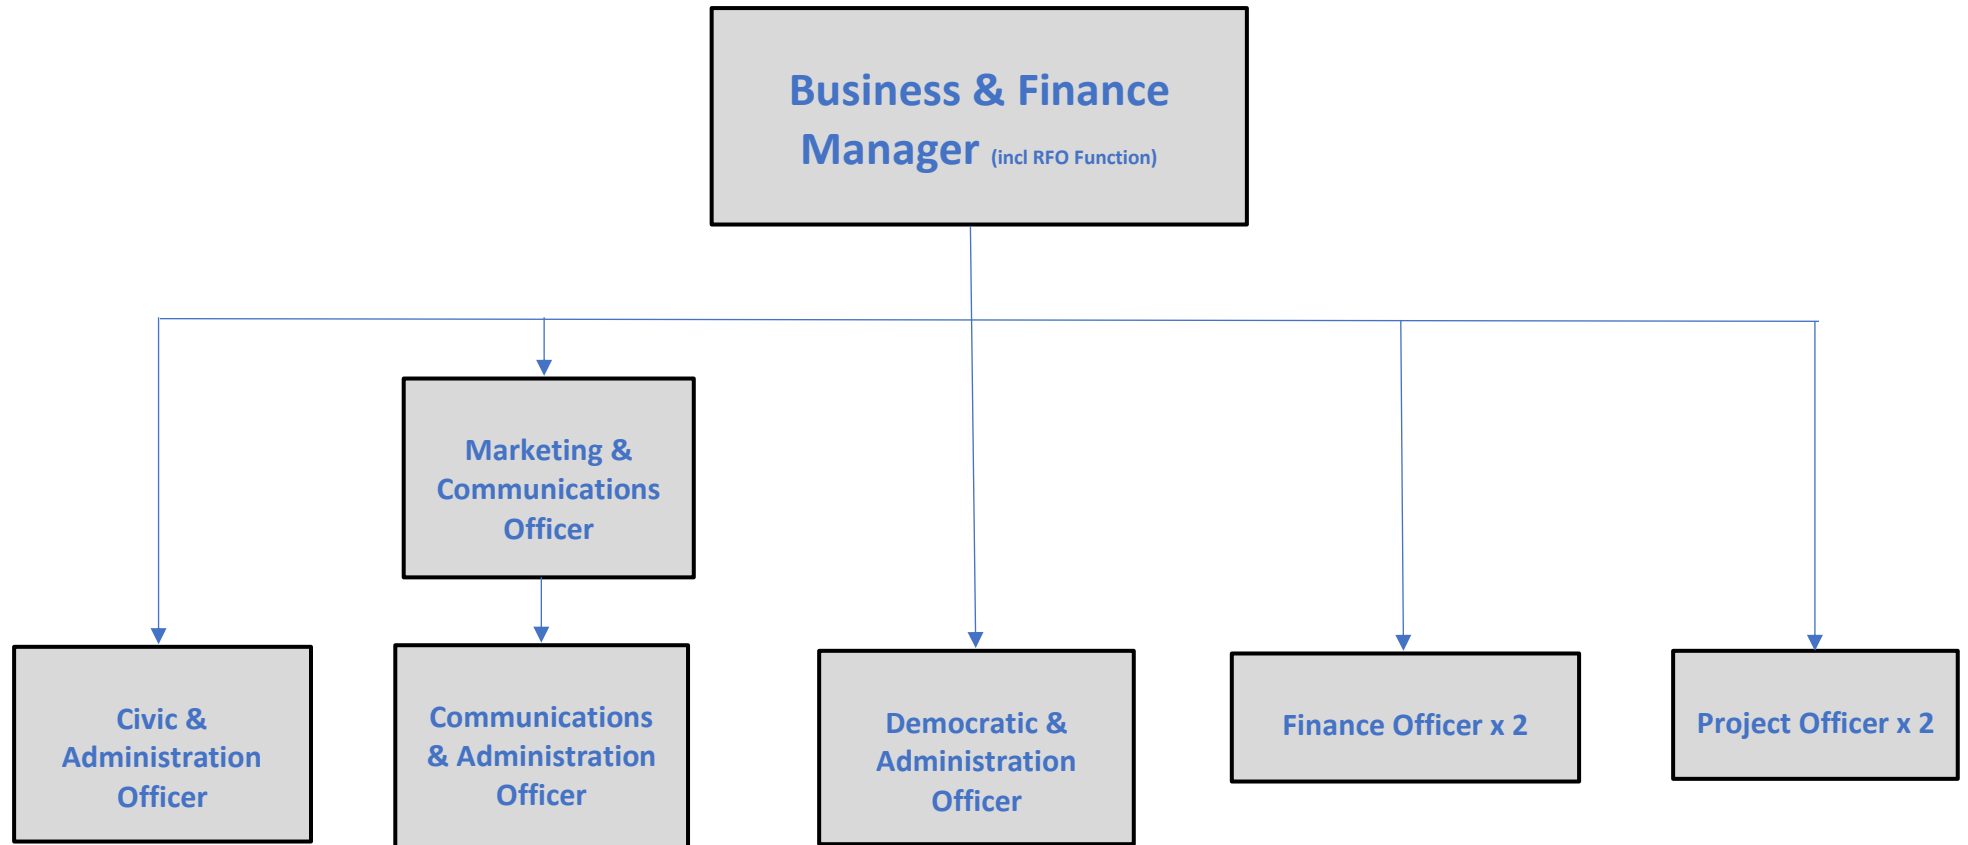 Business & Finance
Manager (incl RFO Function)
Marketing &
Communications
Officer
Civic &
Administration
Officer
Communications
& Administration
Officer
Democratic &
Administration
Officer
Finance Officer x 2
Project Officer x 2